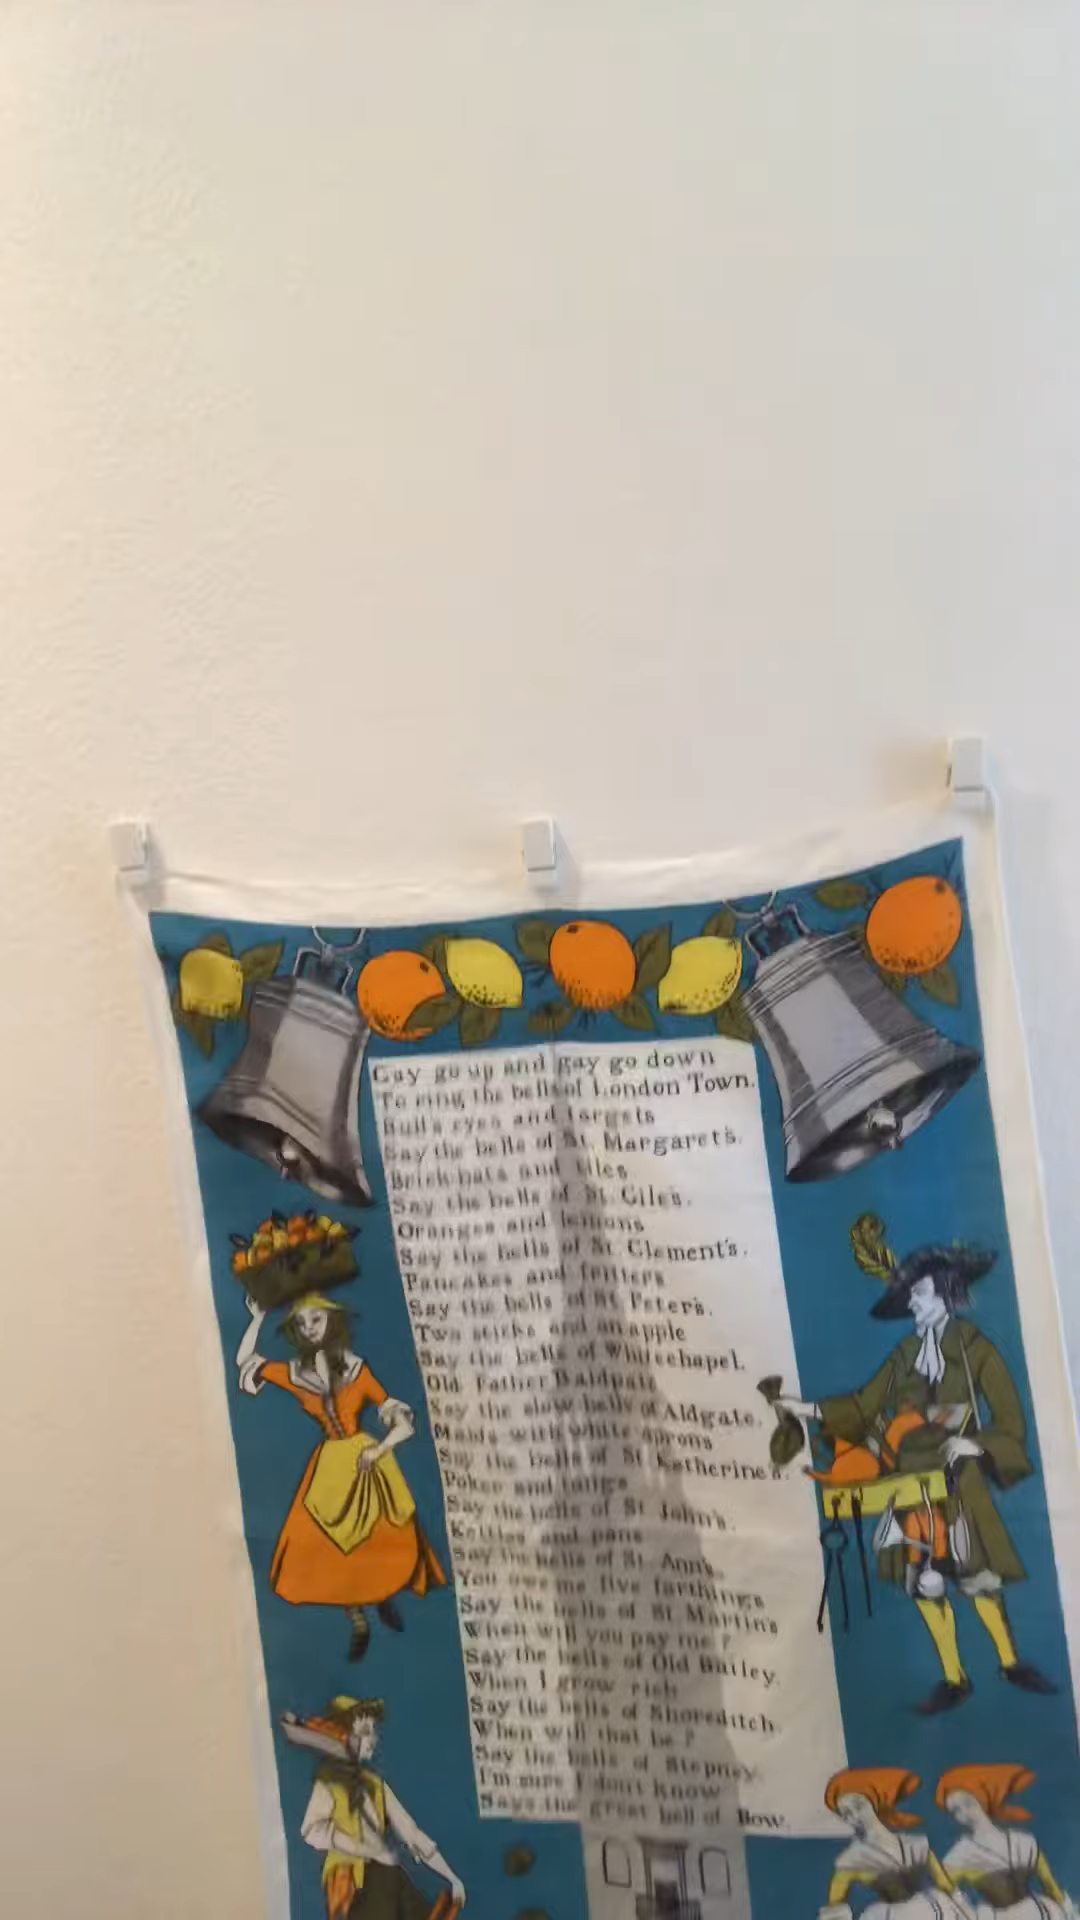 Gay go up and gay go down
To ring the bells of London Town.
Bull's eyes and targets
Say the bells of St. Margaret's.
Brickbats and tiles
Say the bells of St. Giles.
Oranges and lemons
Say the bells of St. Clement's.
Pancakes and fritters
Say the bells of St. Peter's.
Two sticks and an apple
Say the bells of Whitechapel.
Old Father Baldpate
Say the slow bells of Aldgate.
Maids with white aprons
Say the bells of St Katherine's.
Poker and tongs
Say the bells of St John's.
Kettles and pans
Say the bells of St. Ann's.
You owe me five farthings
Say the bells of St Martin's
When will you pay me?
Say the bells of Old Bailey.
When I grow rich
Say the bells of Shoreditch.
When will that be?
Say the bells of Stepney.
I'm sure I don't know
Says the great bell of Bow.